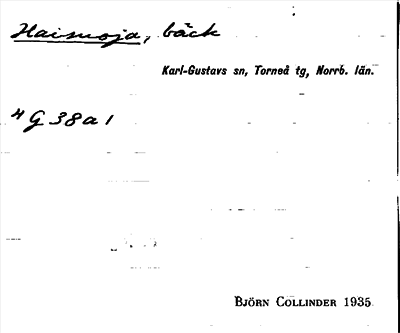 Haisuoja, bäck
Karl-Gustavs sn, Torneå tg, Norrb. län.
4 G 38 a 1
BJÖRN COLLINDER 1935